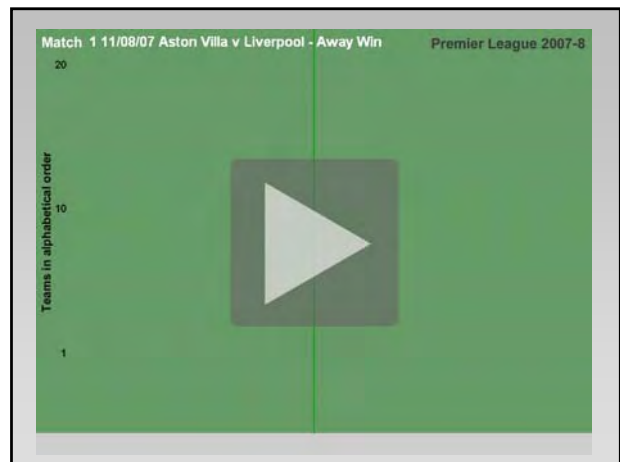 Match 1 11/08/07 Aston Villa v Liverpool - Away Win
Premier League 2007-8
20
Teams in alphabetical order
10
1